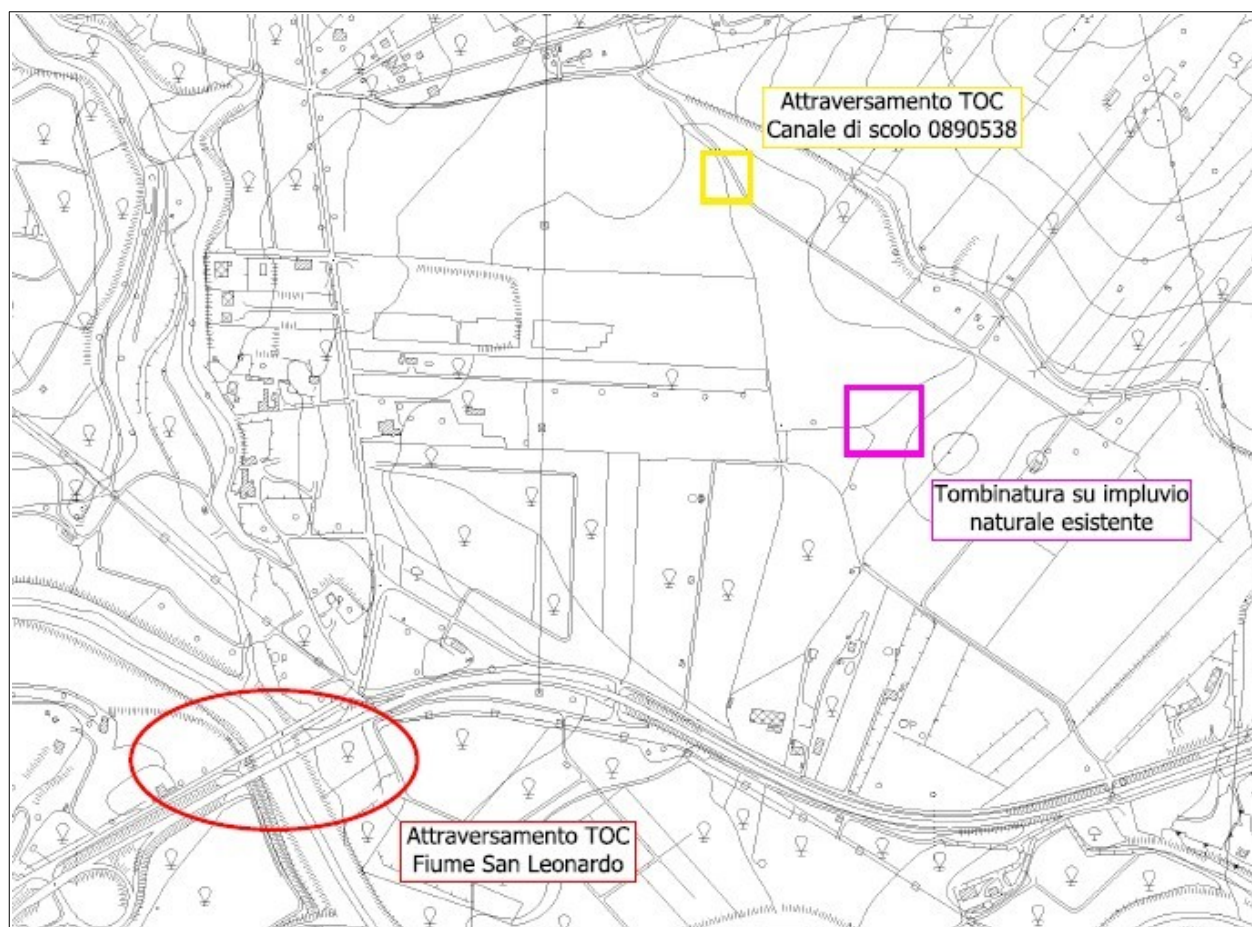 Attraversamento TOC
Canale di scolo 0890538
Tombinatura su impluvio
naturale esistente
Attraversamento TOC
Fiume San Leonardo